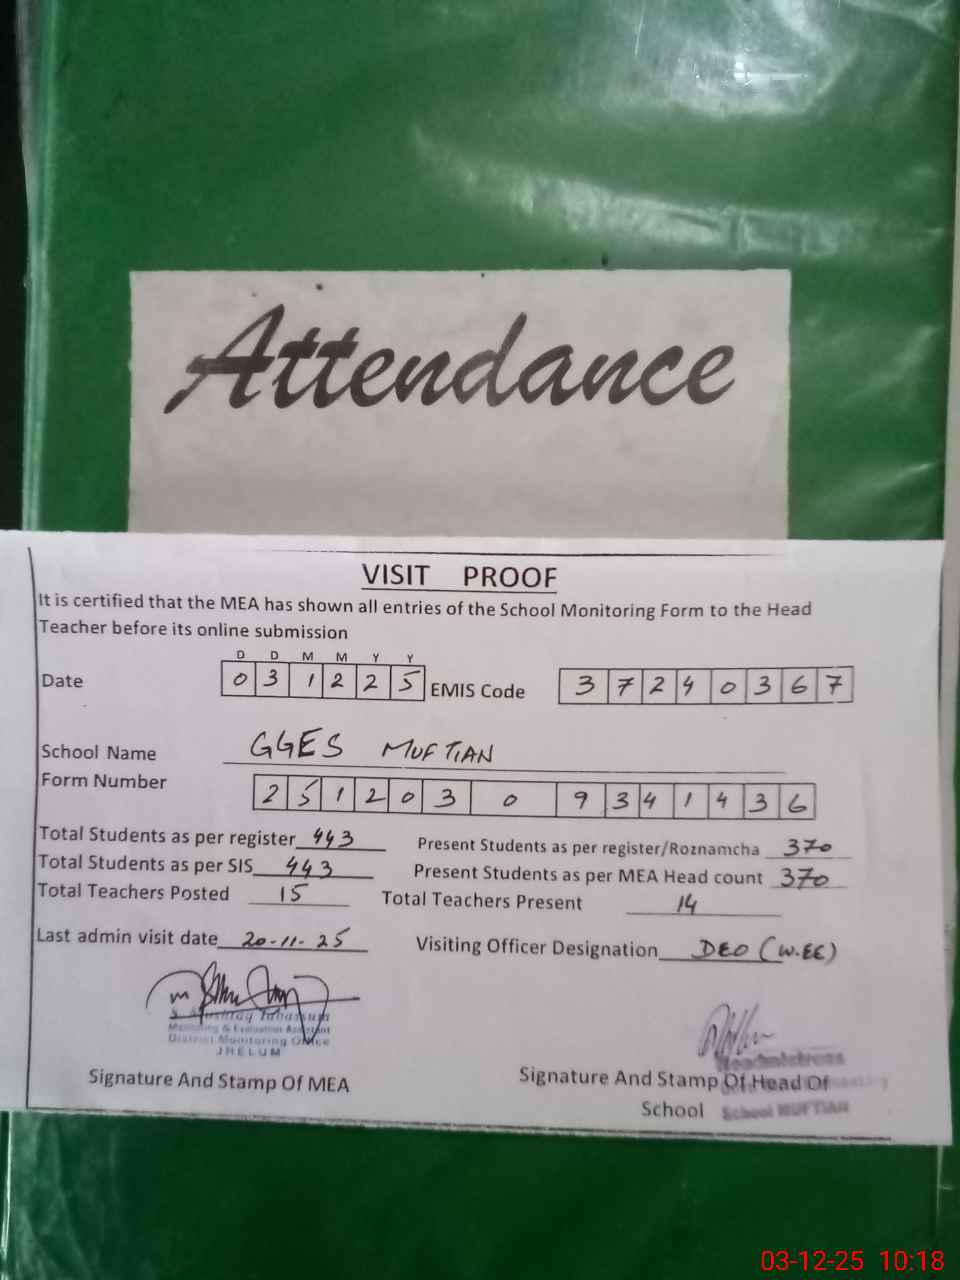 Attendance
VISIT PROOF
It is certified that the MEA has shown all entries of the School Monitoring Form to the Head
Teacher before its online submission
D D M M Y Y
Date 0 3 1 2 2 5 EMIS Code 3 7 2 4 0 3 6 7
School Name GGES MUFTIAN
Form Number 2 5 1 2 0 3 0 9 3 4 1 4 3 6
Total Students as per register 443 Present Students as per register/Roznamcha 370
Total Students as per SIS 443 Present Students as per MEA Head count 370
Total Teachers Posted 15 Total Teachers Present 14
Last admin visit date 20-11-25 Visiting Officer Designation DEO (W.EE)
Monitoring & Evaluation Assistant
District Monitoring Office
JHELUM
Headmistress
Signature And Stamp Of MEA Signature And Stamp Of Head Of
School School MUFTIAN
03-12-25 10:18